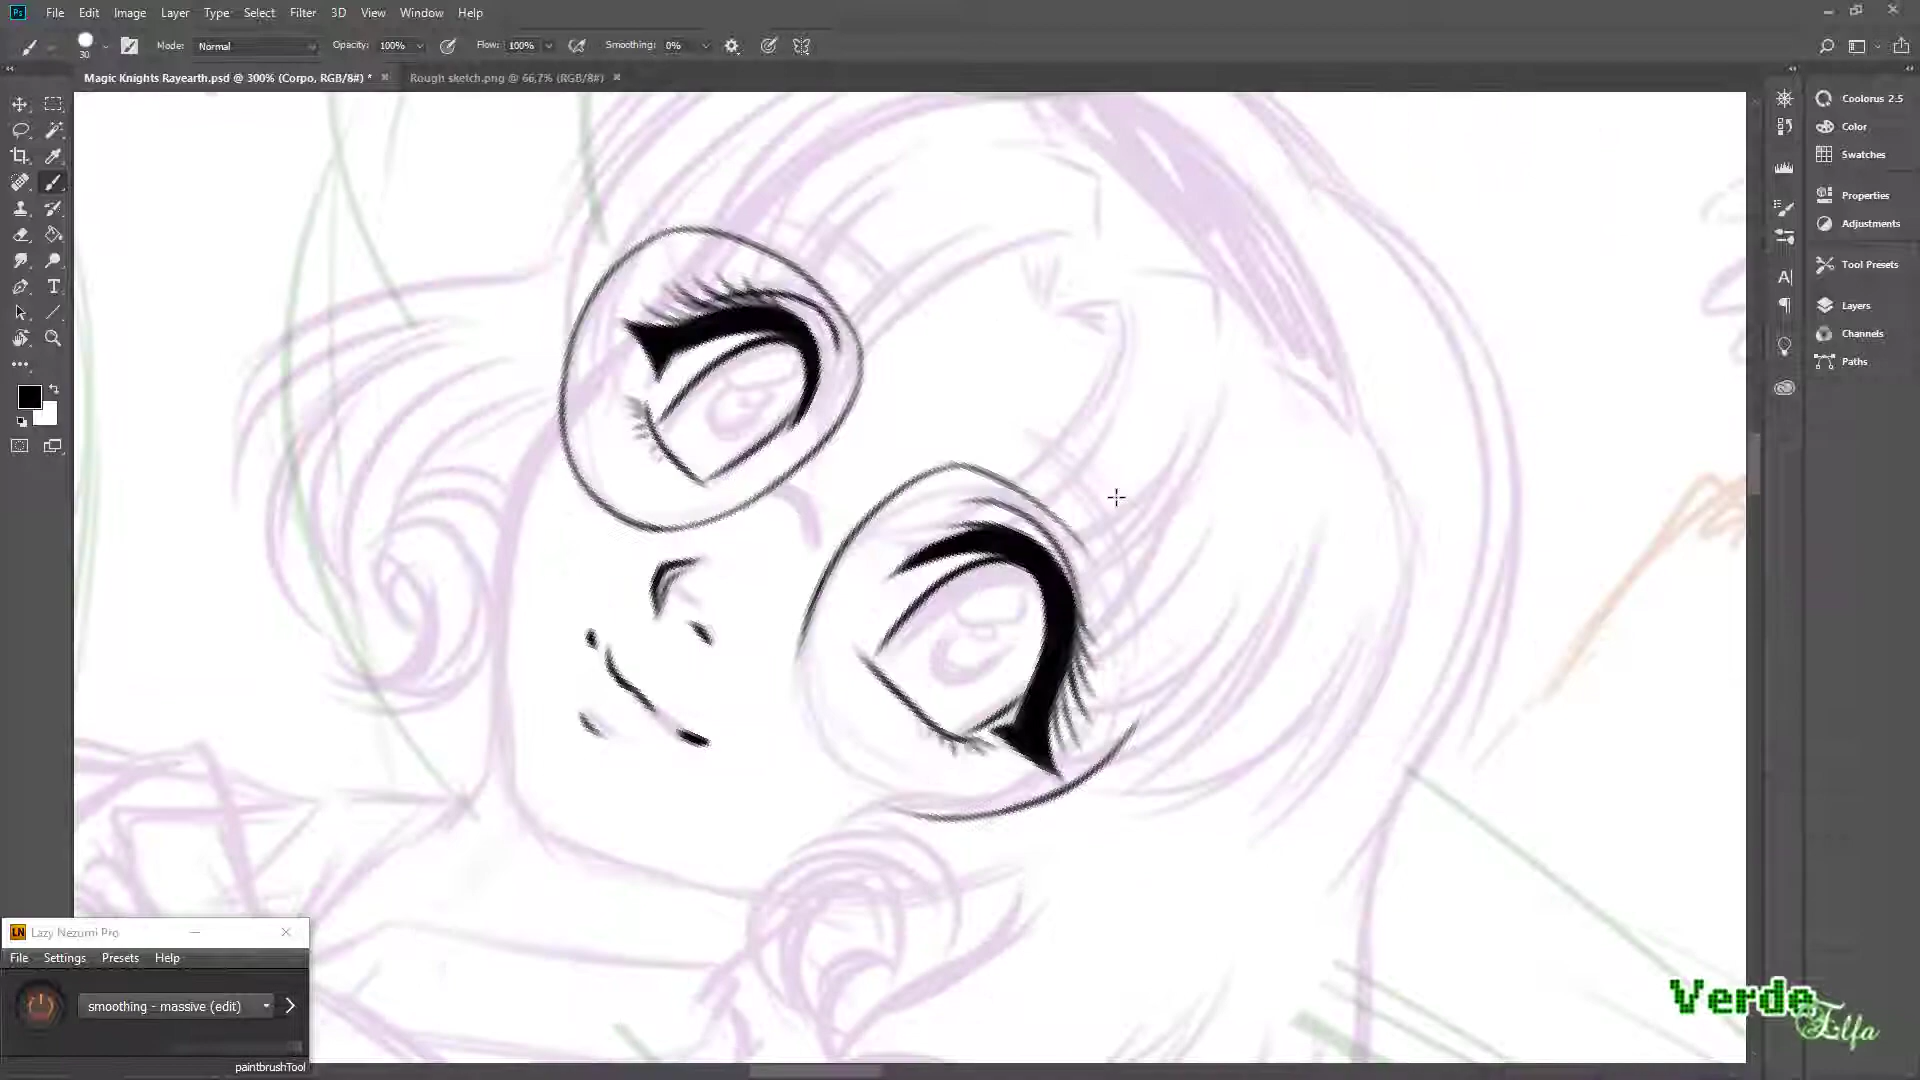 Ps File Edit Image Layer Type Select Filter 3D View Window Help
30 Mode: Normal Opacity: 100% Flow: 100% Smoothing: 0%
Magic Knights Rayearth.psd @ 300% (Corpo, RGB/8#) * Rough sketch.png @ 66,7% (RGB/8#)
Coolorus 2.5
Color
Swatches
Properties
Adjustments
Tool Presets
Layers
Channels
Paths
LN Lazy Nezumi Pro
File Settings Presets Help
smoothing - massive (edit)
paintbrushTool
Verde
Elfa